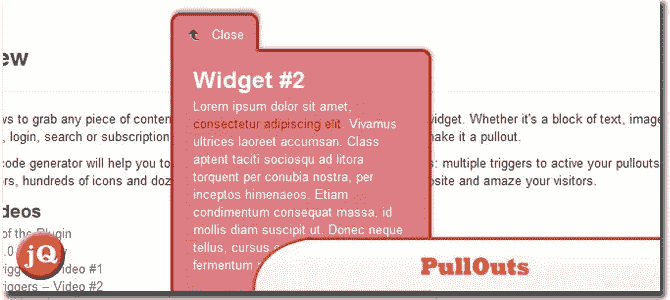 Close
ew
Widget #2
Lorem ipsum dolor sit amet,
ws to grab any piece of conten consectetur adipiscing elit. Vivamus widget. Whether it's a block of text, image
, login, search or subscription ultrices laoreet accumsan. Class ake it a pullout.
aptent taciti sociosqu ad litora
code generator will help you to torquent per conubia nostra, per s: multiple triggers to active your pullouts
ers, hundreds of icons and doz inceptos himenaeos. Etiam osite and amaze your visitors.
condimentum consequat massa, id
deos mollis diam suscipit ut. Donec neque
of the Plugin tellus, cursus
.0 fermentum
jQ
PullOuts
rigg Video #1
riggers – Video #2